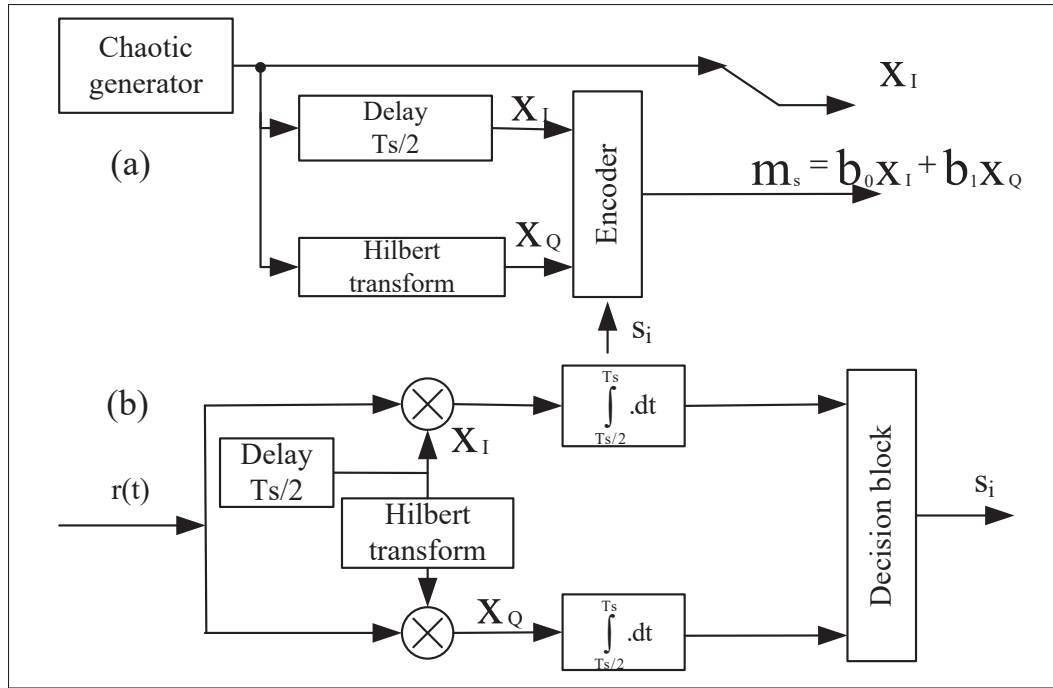 Chaotic
generator
X_I
Delay
Ts/2
X_I
(a)
m_s = b_0x_I + b_1x_Q
Encoder
Hilbert
transform
X_Q
s_i
(b)
Ts
∫ .dt
Ts/2
X_I
Delay
Ts/2
r(t)
Hilbert
transform
Decision block
s_i
X_Q
Ts
∫ .dt
Ts/2